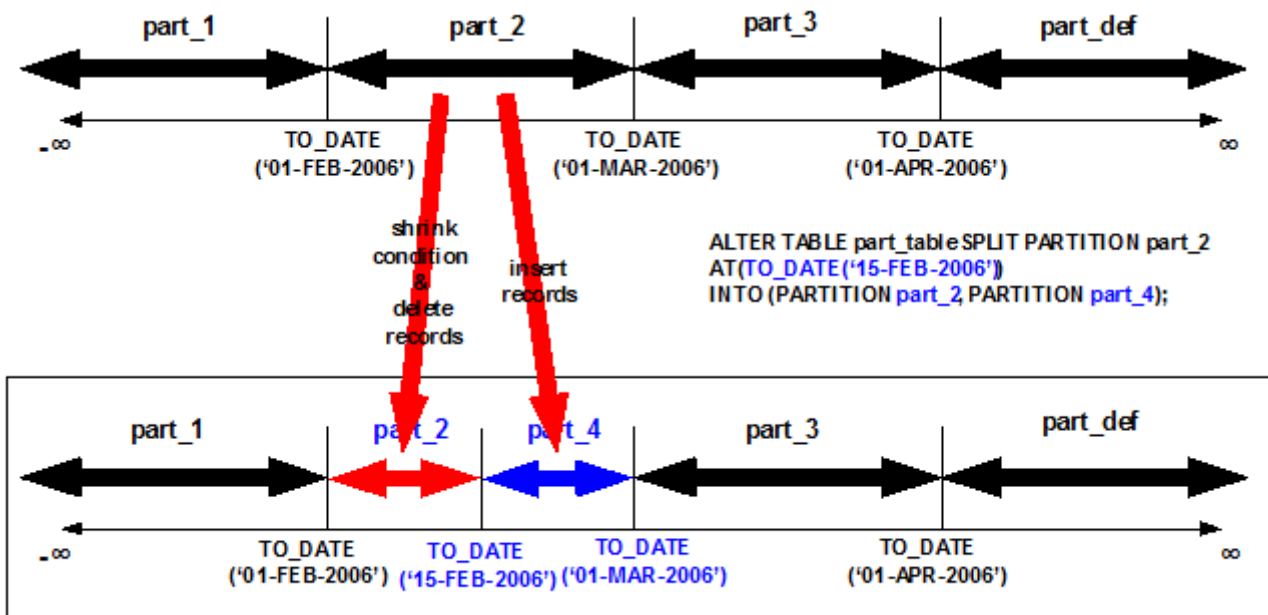 part_1 part_2 part_3 part_def
-∞ TO_DATE TO_DATE TO_DATE ∞
(‘01-FEB-2006’) (‘01-MAR-2006’) (‘01-APR-2006’)
shrink
condition
&
delete
records
insert
records
ALTER TABLE part_table SPLIT PARTITION part_2
AT(TO_DATE(‘15-FEB-2006’))
INTO (PARTITION part_2, PARTITION part_4);
part_1 part_2 part_4 part_3 part_def
-∞ TO_DATE TO_DATE TO_DATE TO_DATE ∞
(‘01-FEB-2006’) (‘15-FEB-2006’) (‘01-MAR-2006’) (‘01-APR-2006’)